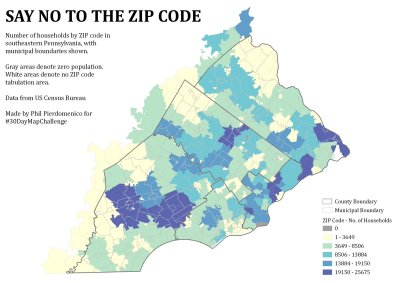 SAY NO TO THE ZIP CODE
Number of households by ZIP code in
southeastern Pennsylvania, with
municipal boundaries shown.
Gray areas denote zero population.
White areas denote no ZIP code
tabulation area.
Data from US Census Bureau
Made by Phil Pierdomenico for
#30DayMapChallenge
County Boundary
Municipal Boundary
ZIP Code - No. of Households
0
1 - 3649
3649 - 8506
8506 - 13884
13884 - 19150
19150 - 25675